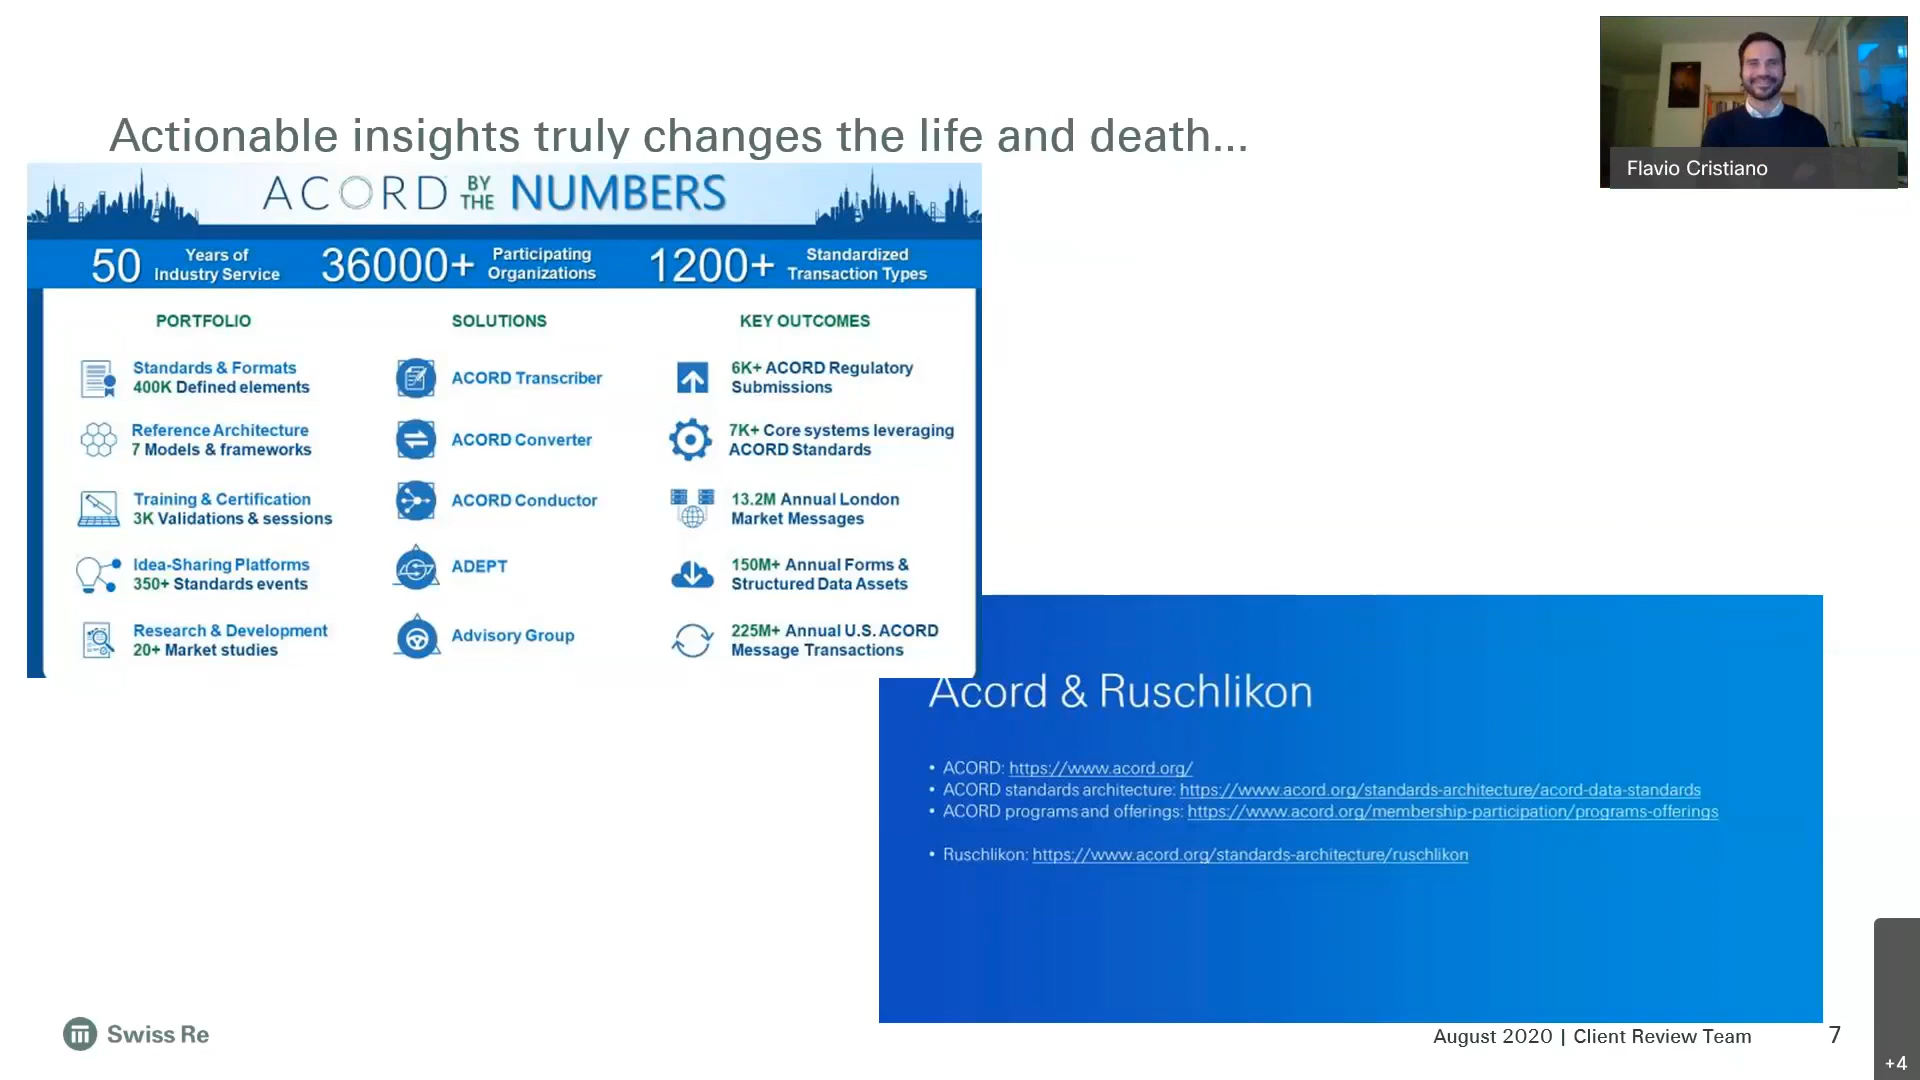 Actionable insights truly changes the life and death...
Flavio Cristiano
ACORD BY THE NUMBERS
50 Years of Industry Service
36000+ Participating Organizations
1200+ Standardized Transaction Types
PORTFOLIO
Standards & Formats
400K Defined elements
Reference Architecture
7 Models & frameworks
Training & Certification
3K Validations & sessions
Idea-Sharing Platforms
350+ Standards events
Research & Development
20+ Market studies
SOLUTIONS
ACORD Transcriber
ACORD Converter
ACORD Conductor
ADEPT
Advisory Group
KEY OUTCOMES
6K+ ACORD Regulatory
Submissions
7K+ Core systems leveraging
ACORD Standards
13.2M Annual London
Market Messages
150M+ Annual Forms &
Structured Data Assets
225M+ Annual U.S. ACORD
Message Transactions
Acord & Ruschlikon
• ACORD: https://www.acord.org/
• ACORD standards architecture: https://www.acord.org/standards-architecture/acord-data-standards
• ACORD programs and offerings: https://www.acord.org/membership-participation/programs-offerings
• Ruschlikon: https://www.acord.org/standards-architecture/ruschlikon
Swiss Re
August 2020 | Client Review Team
7
+4